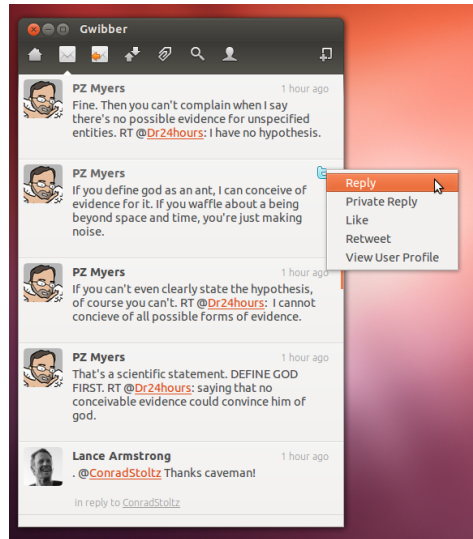 Gwibber
PZ Myers 1 hour ago
Fine. Then you can't complain when I say
there's no possible evidence for unspecified
entities. RT @Dr24hours: I have no hypothesis.
PZ Myers
If you define god as an ant, I can conceive of
evidence for it. If you waffle about a being
beyond space and time, you're just making
noise.
Reply
Private Reply
Like
Retweet
View User Profile
PZ Myers 1 hour ago
If you can't even clearly state the hypothesis,
of course you can't. RT @Dr24hours: I cannot
concieve of all possible forms of evidence.
PZ Myers 1 hour ago
That's a scientific statement. DEFINE GOD
FIRST. RT @Dr24hours: saying that no
conceivable evidence could convince him of
god.
Lance Armstrong 1 hour ago
. @ConradStoltz Thanks caveman!
in reply to ConradStoltz